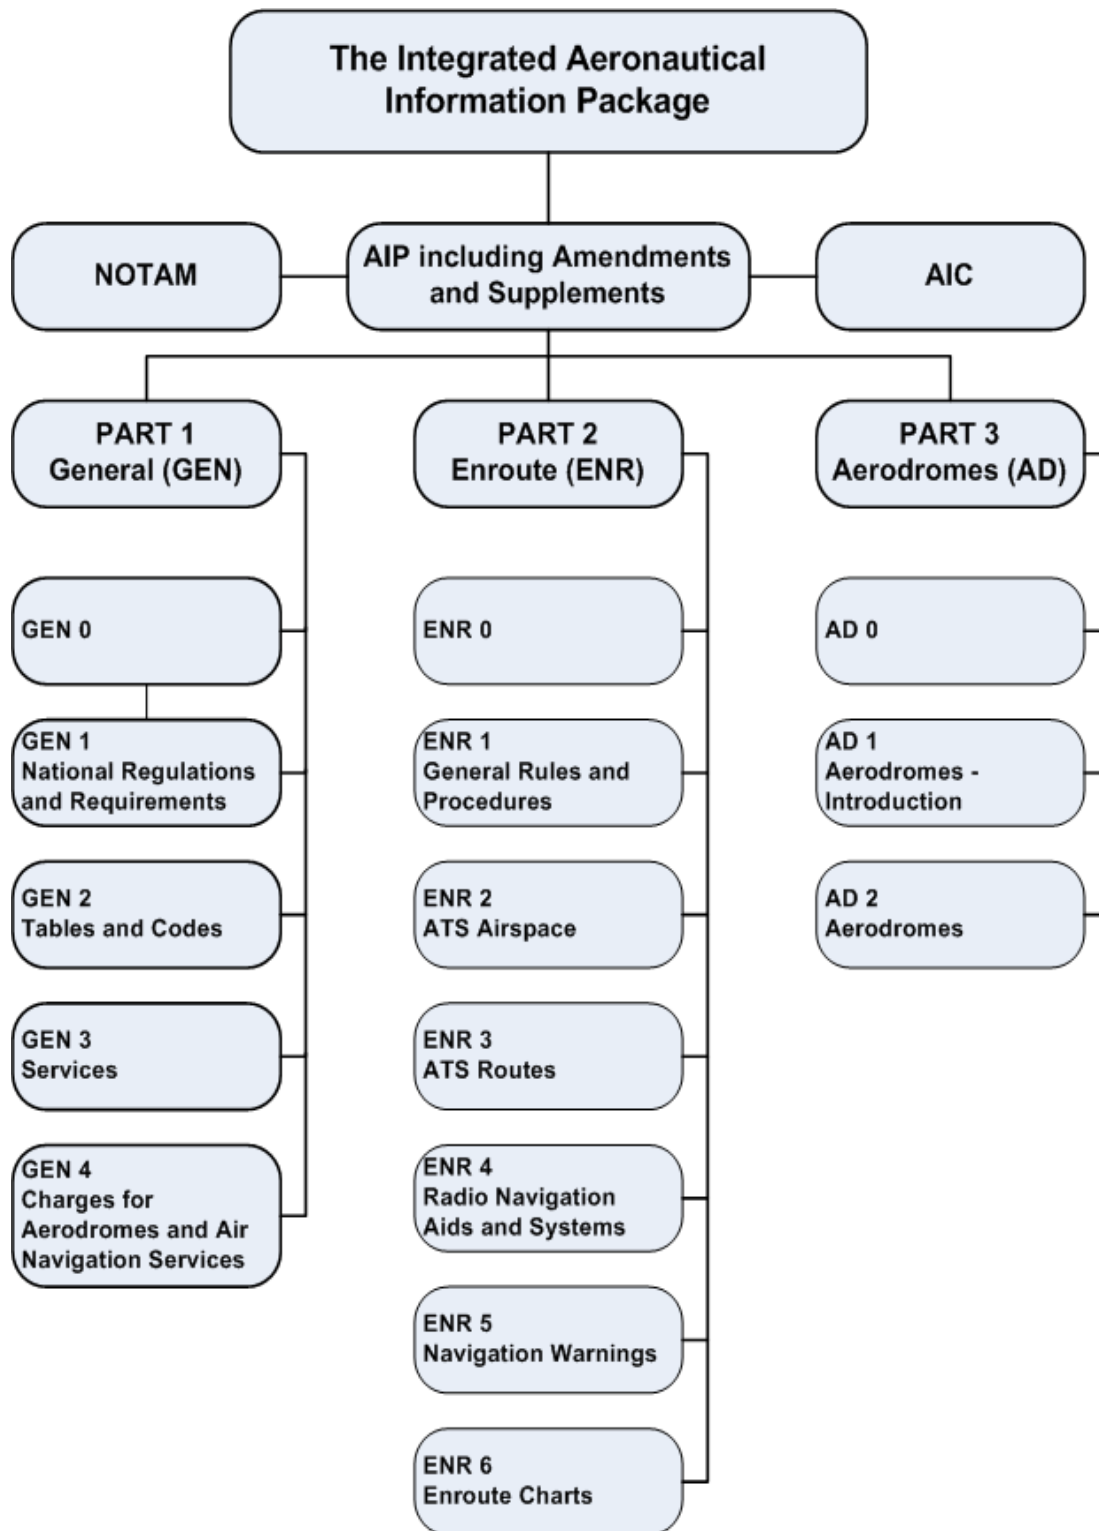 The Integrated Aeronautical
Information Package
NOTAM
AIP including Amendments
and Supplements
AIC
PART 1
General (GEN)
PART 2
Enroute (ENR)
PART 3
Aerodromes (AD)
GEN 0
ENR 0
AD 0
GEN 1
National Regulations
and Requirements
ENR 1
General Rules and
Procedures
AD 1
Aerodromes -
Introduction
GEN 2
Tables and Codes
ENR 2
ATS Airspace
AD 2
Aerodromes
GEN 3
Services
ENR 3
ATS Routes
GEN 4
Charges for
Aerodromes and Air
Navigation Services
ENR 4
Radio Navigation
Aids and Systems
ENR 5
Navigation Warnings
ENR 6
Enroute Charts